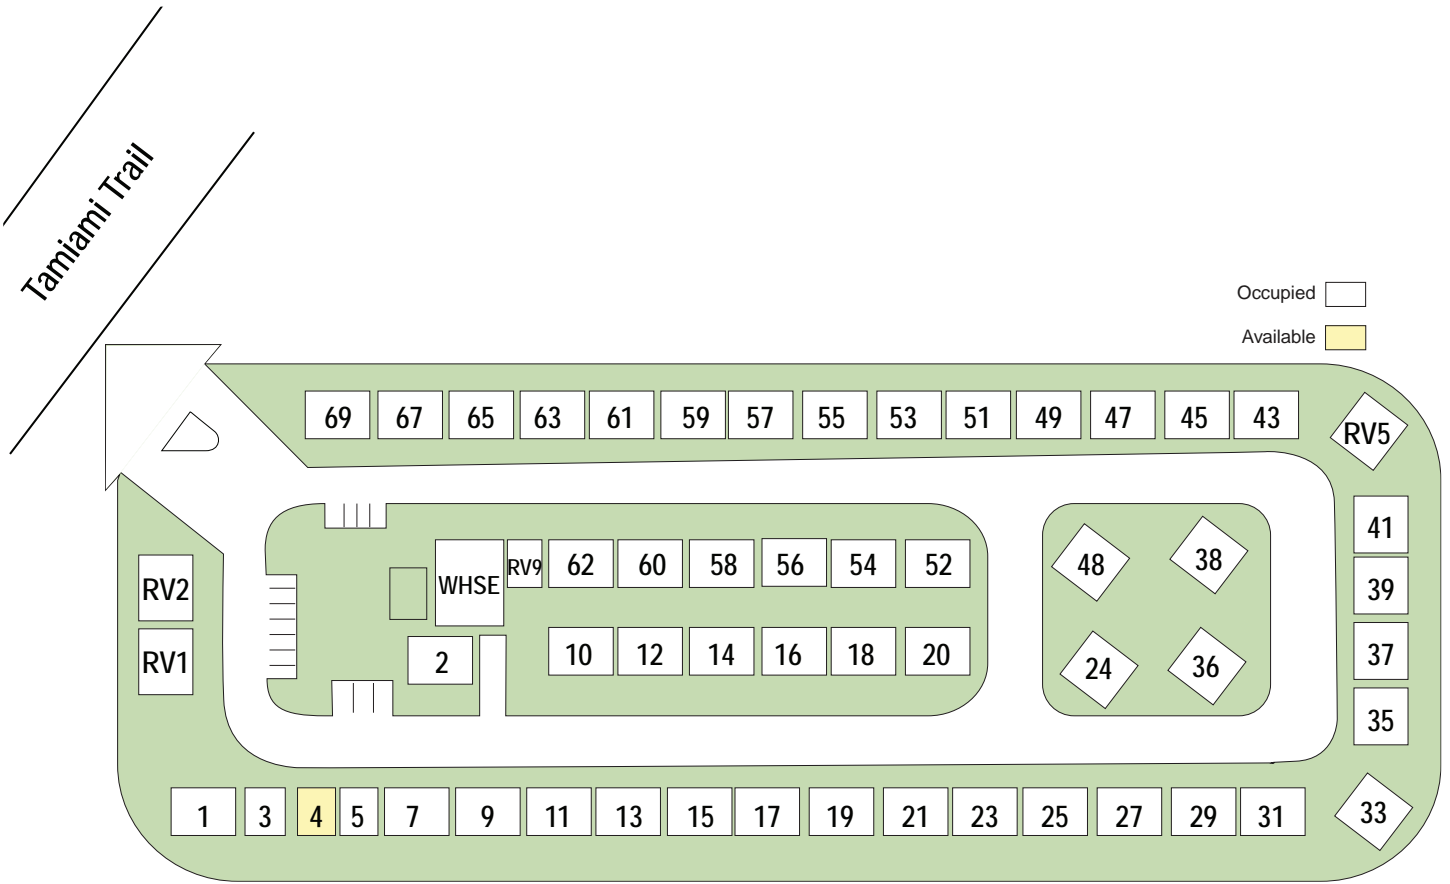 Tamiami Trail
Occupied
Available
69 67 65 63 61 59 57 55 53 51 49 47 45 43 RV5
41
39
37
35
33
RV2
RV1
WHSE RV9 62 60 58 56 54 52
2 10 12 14 16 18 20
48 38
24 36
1 3 4 5 7 9 11 13 15 17 19 21 23 25 27 29 31